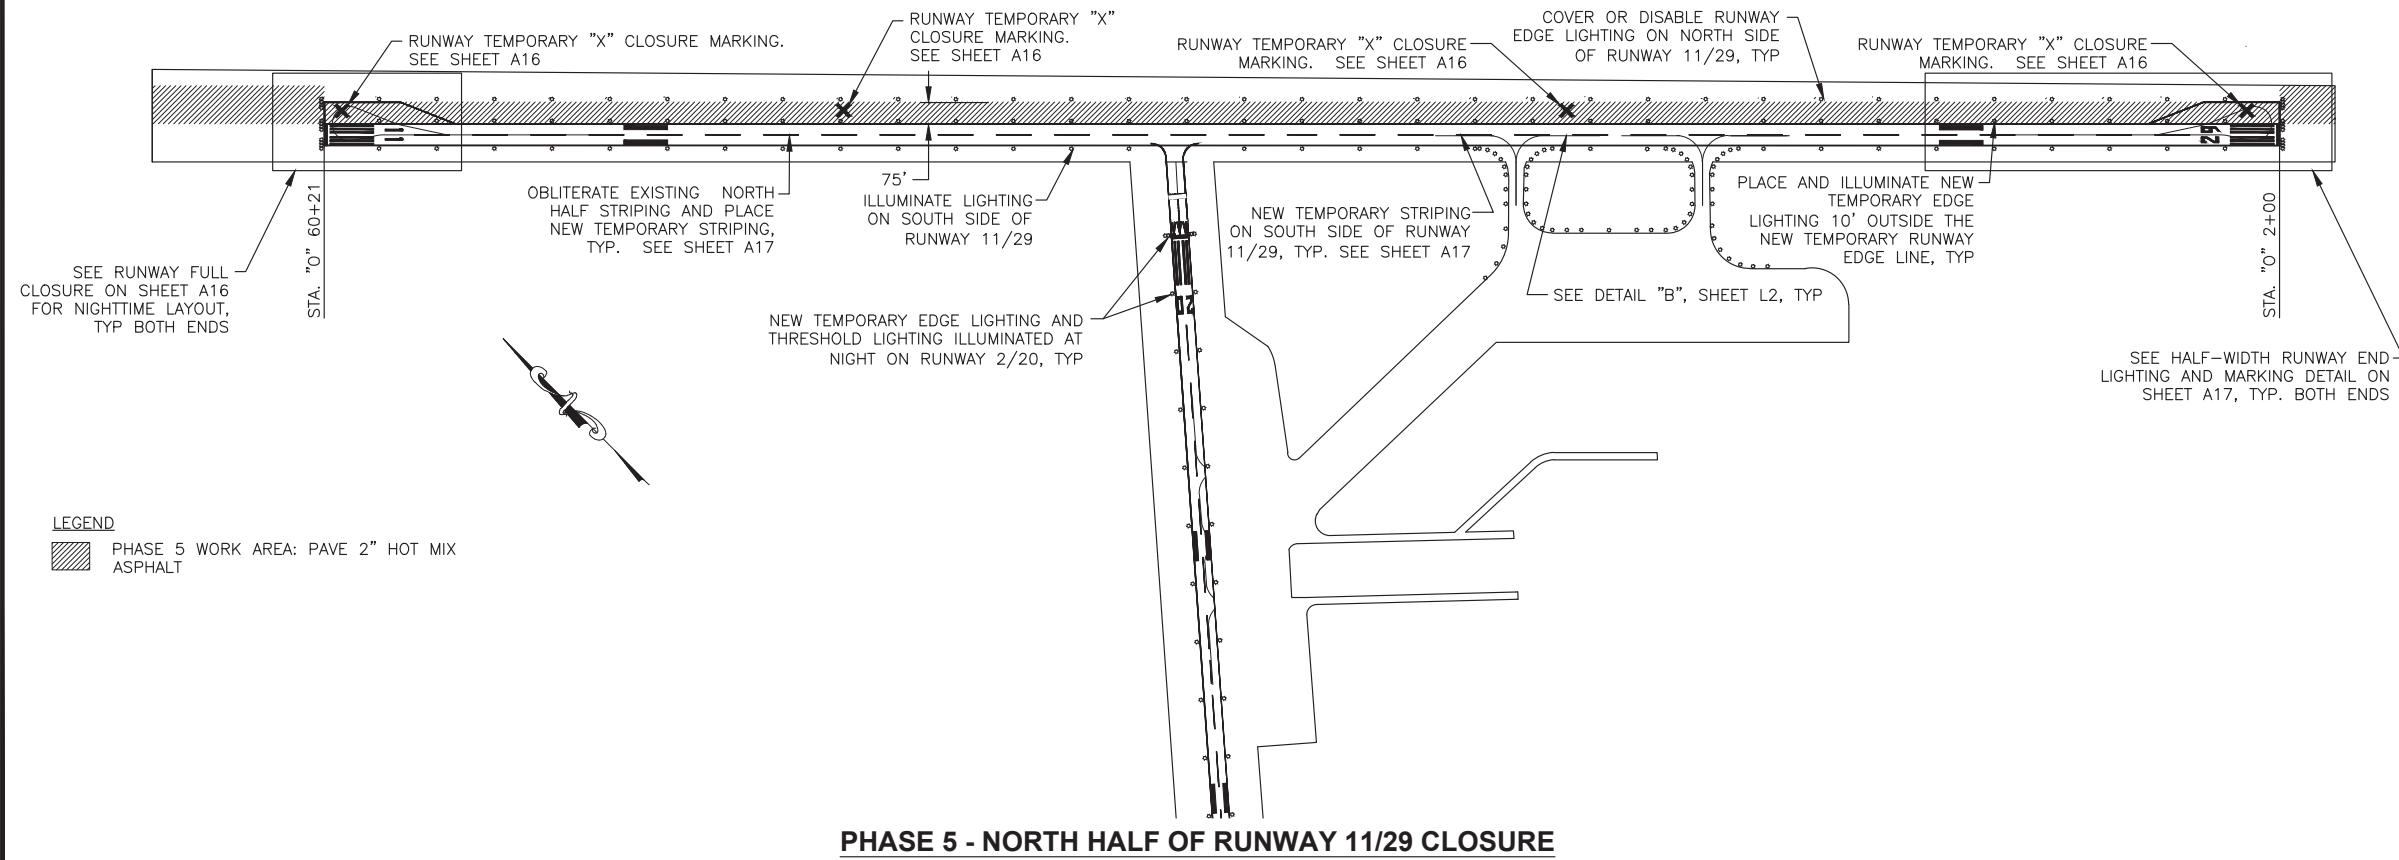 RUNWAY TEMPORARY "X" CLOSURE MARKING.
SEE SHEET A16
RUNWAY TEMPORARY "X"
CLOSURE MARKING.
SEE SHEET A16
RUNWAY TEMPORARY "X" CLOSURE
MARKING. SEE SHEET A16
COVER OR DISABLE RUNWAY
EDGE LIGHTING ON NORTH SIDE
OF RUNWAY 11/29, TYP
RUNWAY TEMPORARY "X" CLOSURE
MARKING. SEE SHEET A16
11
29
SEE RUNWAY FULL
CLOSURE ON SHEET A16
FOR NIGHTTIME LAYOUT,
TYP BOTH ENDS
STA. "O" 60+21
OBLITERATE EXISTING NORTH
HALF STRIPING AND PLACE
NEW TEMPORARY STRIPING,
TYP. SEE SHEET A17
75'
ILLUMINATE LIGHTING
ON SOUTH SIDE OF
RUNWAY 11/29
NEW TEMPORARY EDGE LIGHTING AND
THRESHOLD LIGHTING ILLUMINATED AT
NIGHT ON RUNWAY 2/20, TYP
20
NEW TEMPORARY STRIPING
ON SOUTH SIDE OF RUNWAY
11/29, TYP. SEE SHEET A17
SEE DETAIL "B", SHEET L2, TYP
PLACE AND ILLUMINATE NEW
TEMPORARY EDGE
LIGHTING 10' OUTSIDE THE
NEW TEMPORARY RUNWAY
EDGE LINE, TYP
STA. "O" 2+00
SEE HALF-WIDTH RUNWAY END
LIGHTING AND MARKING DETAIL ON
SHEET A17, TYP. BOTH ENDS
LEGEND
PHASE 5 WORK AREA: PAVE 2" HOT MIX
ASPHALT
PHASE 5 - NORTH HALF OF RUNWAY 11/29 CLOSURE